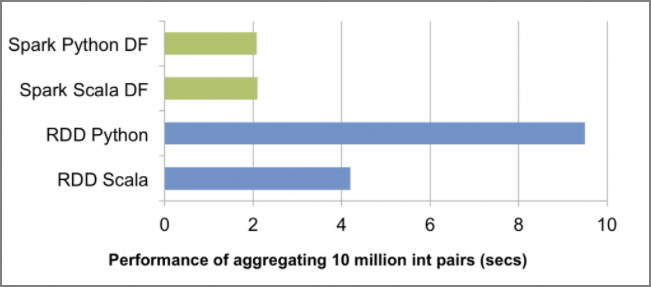 Spark Python DF
Spark Scala DF
RDD Python
RDD Scala
0 2 4 6 8 10
Performance of aggregating 10 million int pairs (secs)